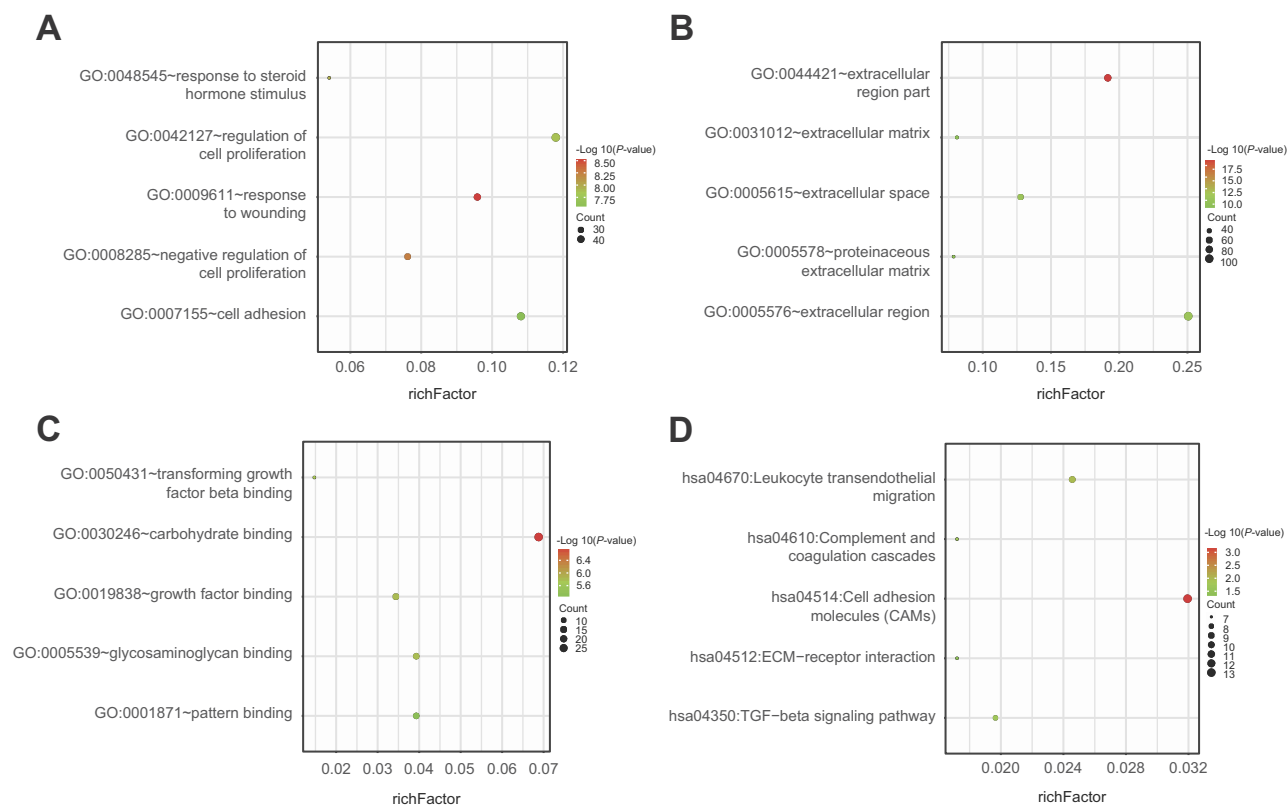 A
GO:0048545~response to steroid
hormone stimulus
GO:0042127~regulation of
cell proliferation
GO:0009611~response
to wounding
GO:0008285~negative regulation of
cell proliferation
GO:0007155~cell adhesion
0.06 0.08 0.10 0.12
richFactor
-Log 10(P-value)
8.50
8.25
8.00
7.75
Count
30
40
B
GO:0044421~extracellular
region part
GO:0031012~extracellular matrix
GO:0005615~extracellular space
GO:0005578~proteinaceous
extracellular matrix
GO:0005576~extracellular region
0.10 0.15 0.20 0.25
richFactor
-Log 10(P-value)
17.5
15.0
12.5
10.0
Count
40
60
80
100
C
GO:0050431~transforming growth
factor beta binding
GO:0030246~carbohydrate binding
GO:0019838~growth factor binding
GO:0005539~glycosaminoglycan binding
GO:0001871~pattern binding
0.02 0.03 0.04 0.05 0.06 0.07
richFactor
-Log 10(P-value)
6.4
6.0
5.6
Count
10
15
20
25
D
hsa04670:Leukocyte transendothelial
migration
hsa04610:Complement and
coagulation cascades
hsa04514:Cell adhesion
molecules (CAMs)
hsa04512:ECM−receptor interaction
hsa04350:TGF−beta signaling pathway
0.020 0.024 0.028 0.032
richFactor
-Log 10(P-value)
3.0
2.5
2.0
1.5
Count
7
8
9
10
11
12
13